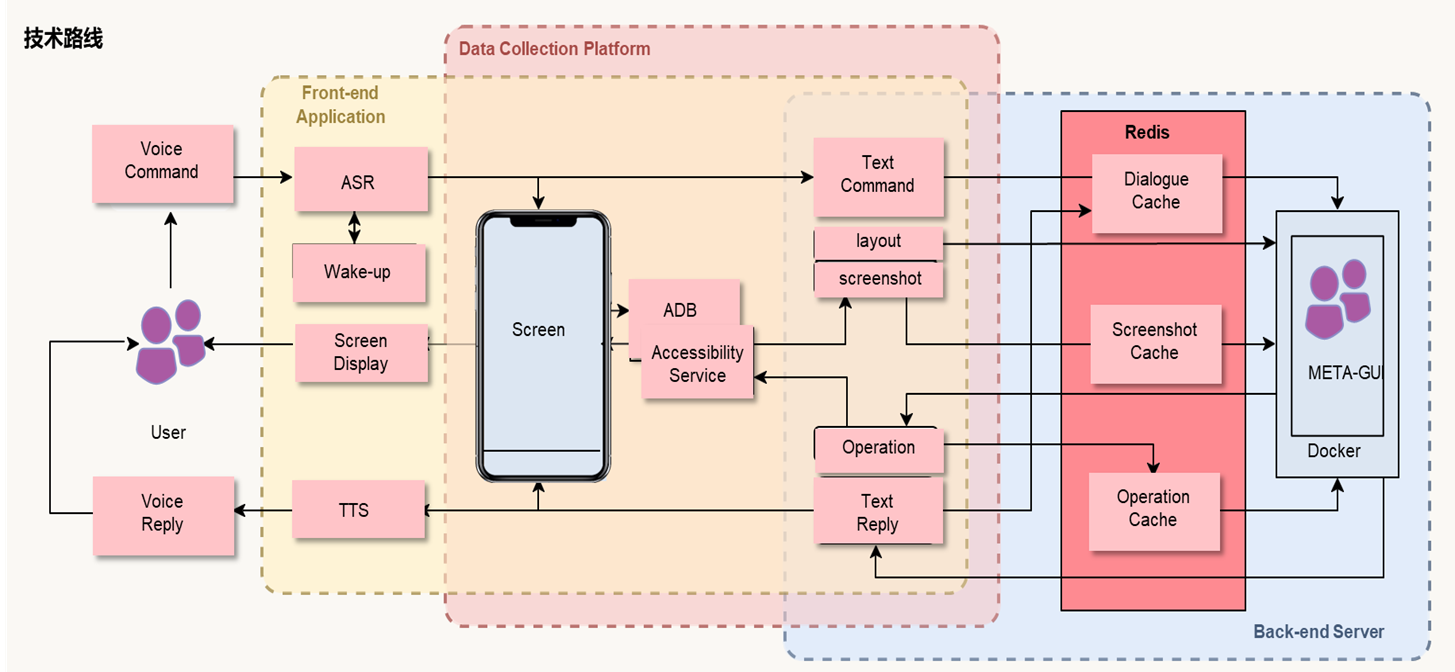 技术路线
Data Collection Platform
Front-end
Application
Voice
Command
ASR
Wake-up
Screen
Display
User
Voice
Reply
TTS
Screen
ADB
Accessibility
Service
Text
Command
layout
screenshot
Operation
Text
Reply
Redis
Dialogue
Cache
Screenshot
Cache
Operation
Cache
META-GUI
Docker
Back-end Server